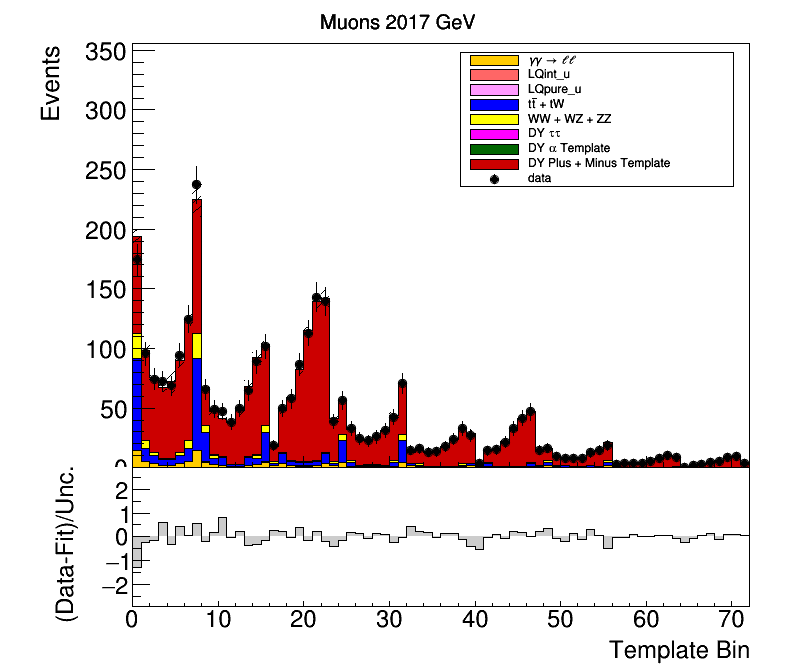 Muons 2017 GeV
Events
350
300
250
200
150
100
50
0
γγ → ℓℓ
LQint_u
LQpure_u
tt̅ + tW
WW + WZ + ZZ
DY ττ
DY α Template
DY Plus + Minus Template
data
(Data-Fit)/Unc.
2
1
0
−1
−2
0 10 20 30 40 50 60 70
Template Bin